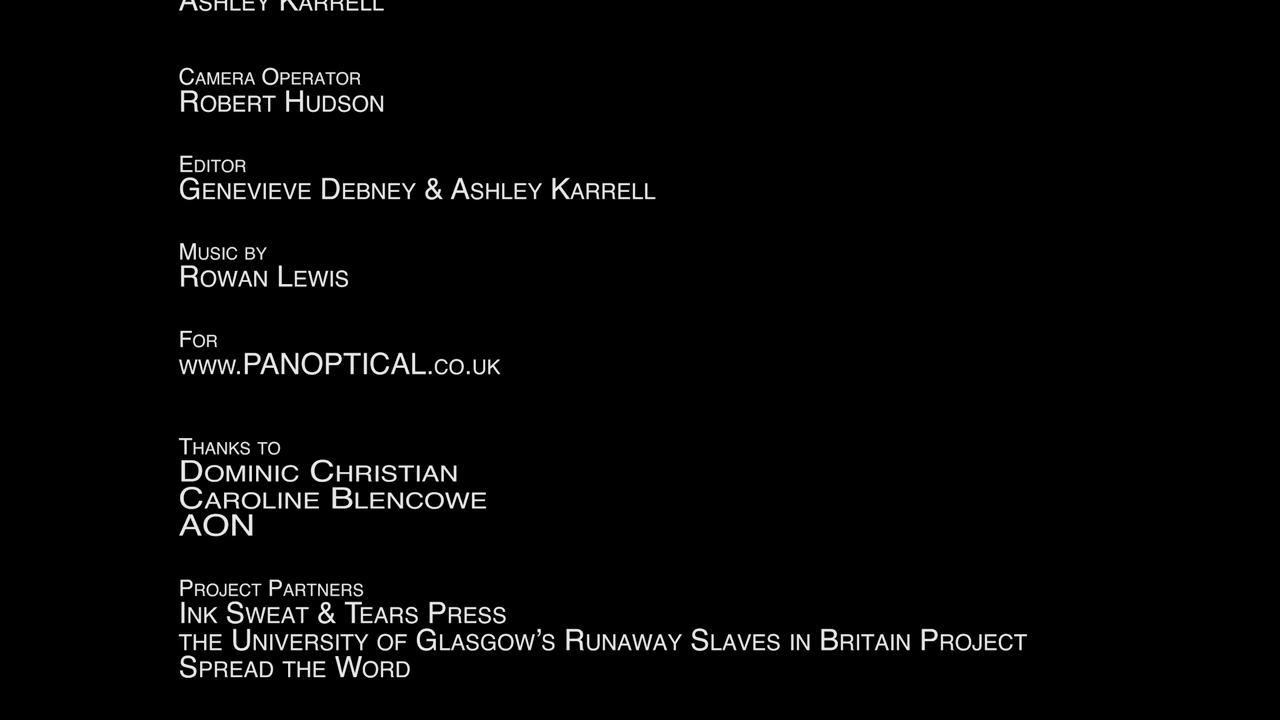 Ashley Karrell
Camera Operator
Robert Hudson
Editor
Genevieve Debney & Ashley Karrell
Music by
Rowan Lewis
For
www.PANOPTICAL.co.uk
Thanks to
Dominic Christian
Caroline Blencowe
AON
Project Partners
Ink Sweat & Tears Press
the University of Glasgow's Runaway Slaves in Britain Project
Spread the Word